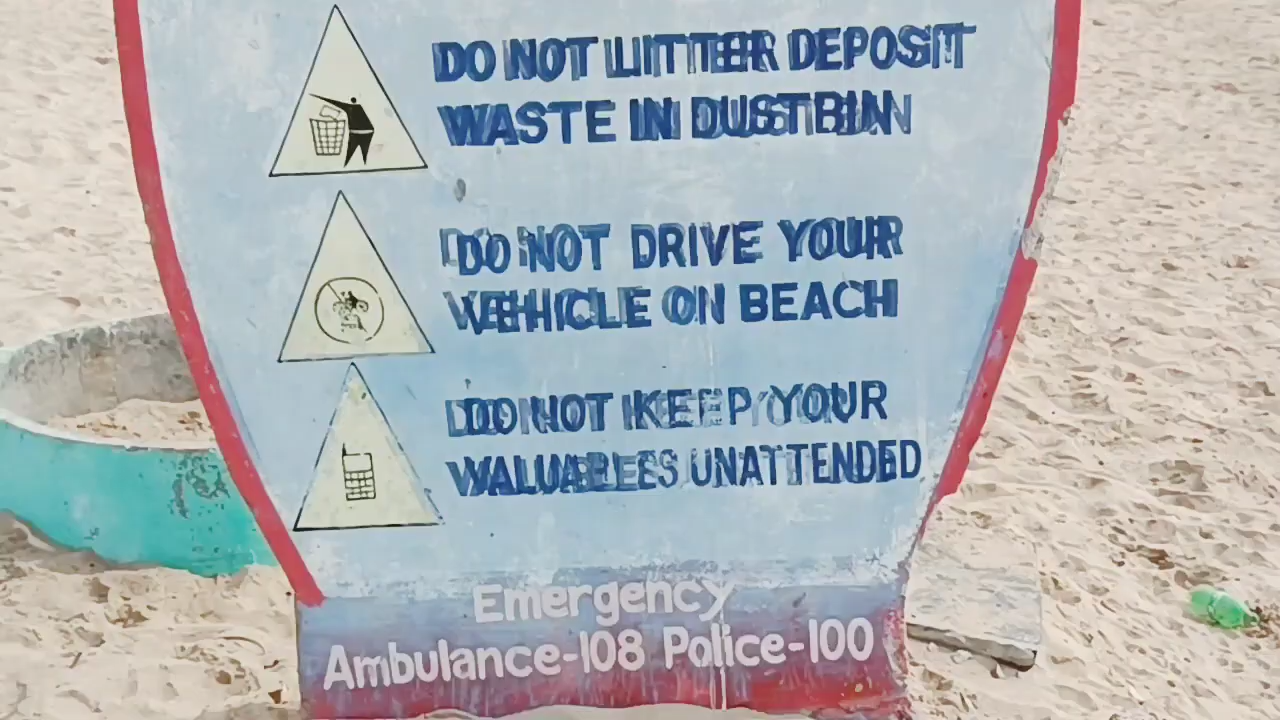 DO NOT LITTER DEPOSIT
WASTE IN DUSTBIN
DO NOT DRIVE YOUR
VEHICLE ON BEACH
DO NOT KEEP YOUR
VALUABLES UNATTENDED
Emergency
Ambulance-108 Police-100